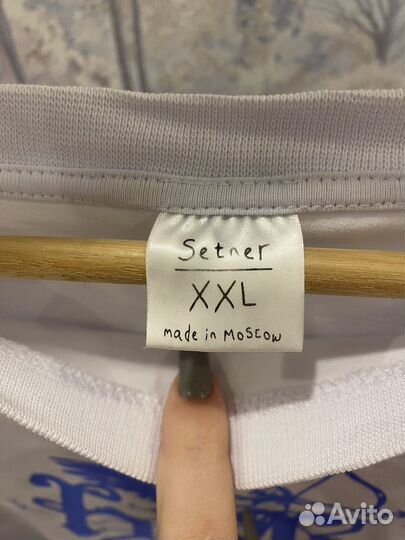 Setner
XXL
made in Moscow
Avito